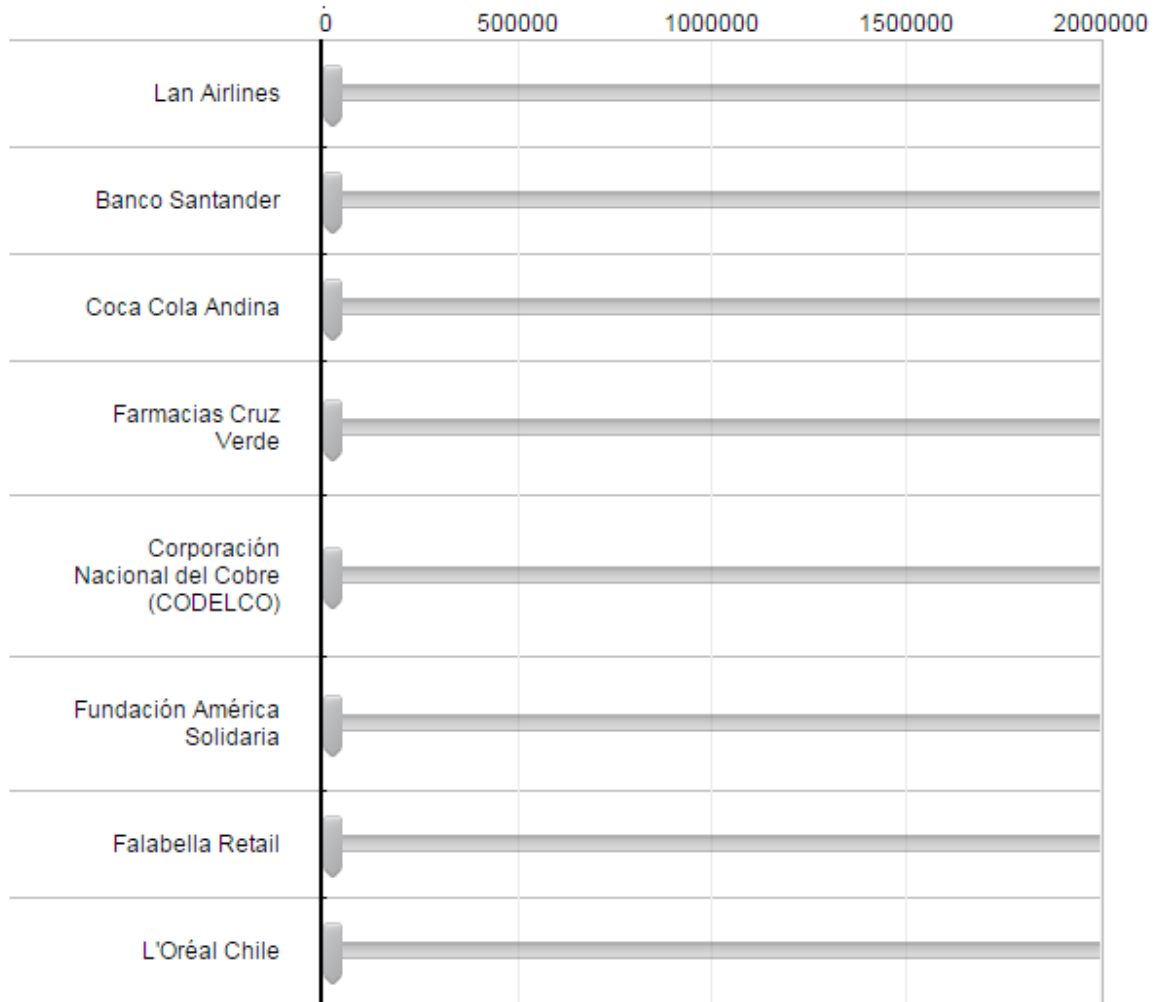 0 500000 1000000 1500000 2000000
Lan Airlines
Banco Santander
Coca Cola Andina
Farmacias Cruz
Verde
Corporación
Nacional del Cobre
(CODELCO)
Fundación América
Solidaria
Falabella Retail
L'Oréal Chile